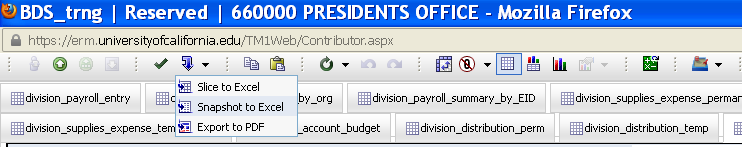 BDS_trng | Reserved | 660000 PRESIDENTS OFFICE - Mozilla Firefox
https://erm.universityofcalifornia.edu/TM1Web/Contributor.aspx
Slice to Excel
division_payroll_entry by_org division_payroll_summary_by_EID division_supplies_expense_perman
Snapshot to Excel
division_supplies_expense_tem account_budget division_distribution_perm division_distribution_temp
Export to PDF